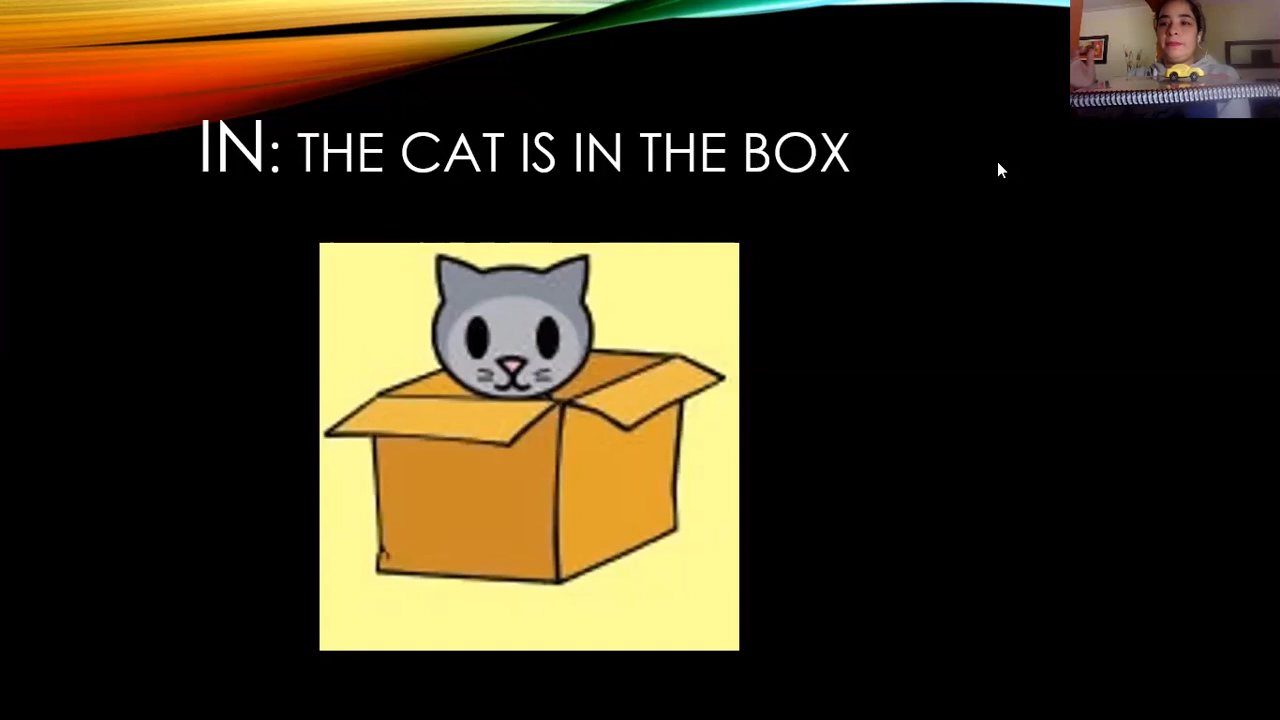 IN: THE CAT IS IN THE BOX